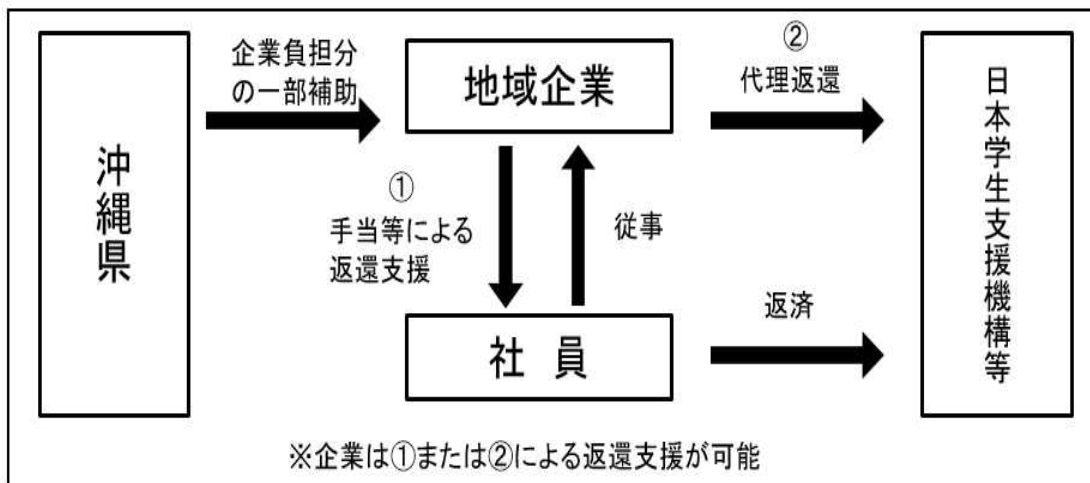 沖縄県
企業負担分
の一部補助
地域企業
②
代理返還
日本学生支援機構等
①
手当等による
返還支援
従事
社 員
返済
※企業は①または②による返還支援が可能